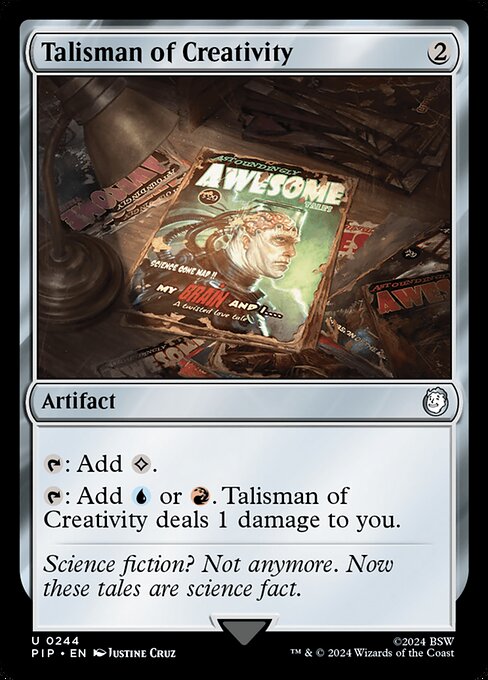 Talisman of Creativity 2
ASTOUNDINGLY
AWESOME
TALES
SCIENCE GONE MAD!!
MY BRAIN AND I....
A twisted love tale
ASTOUNDINGLY
Artifact
: Add .
: Add or . Talisman of
Creativity deals 1 damage to you.
Science fiction? Not anymore. Now
these tales are science fact.
U 0244
PIP • EN Justine Cruz
©2024 BSW
™ & © 2024 Wizards of the Coast